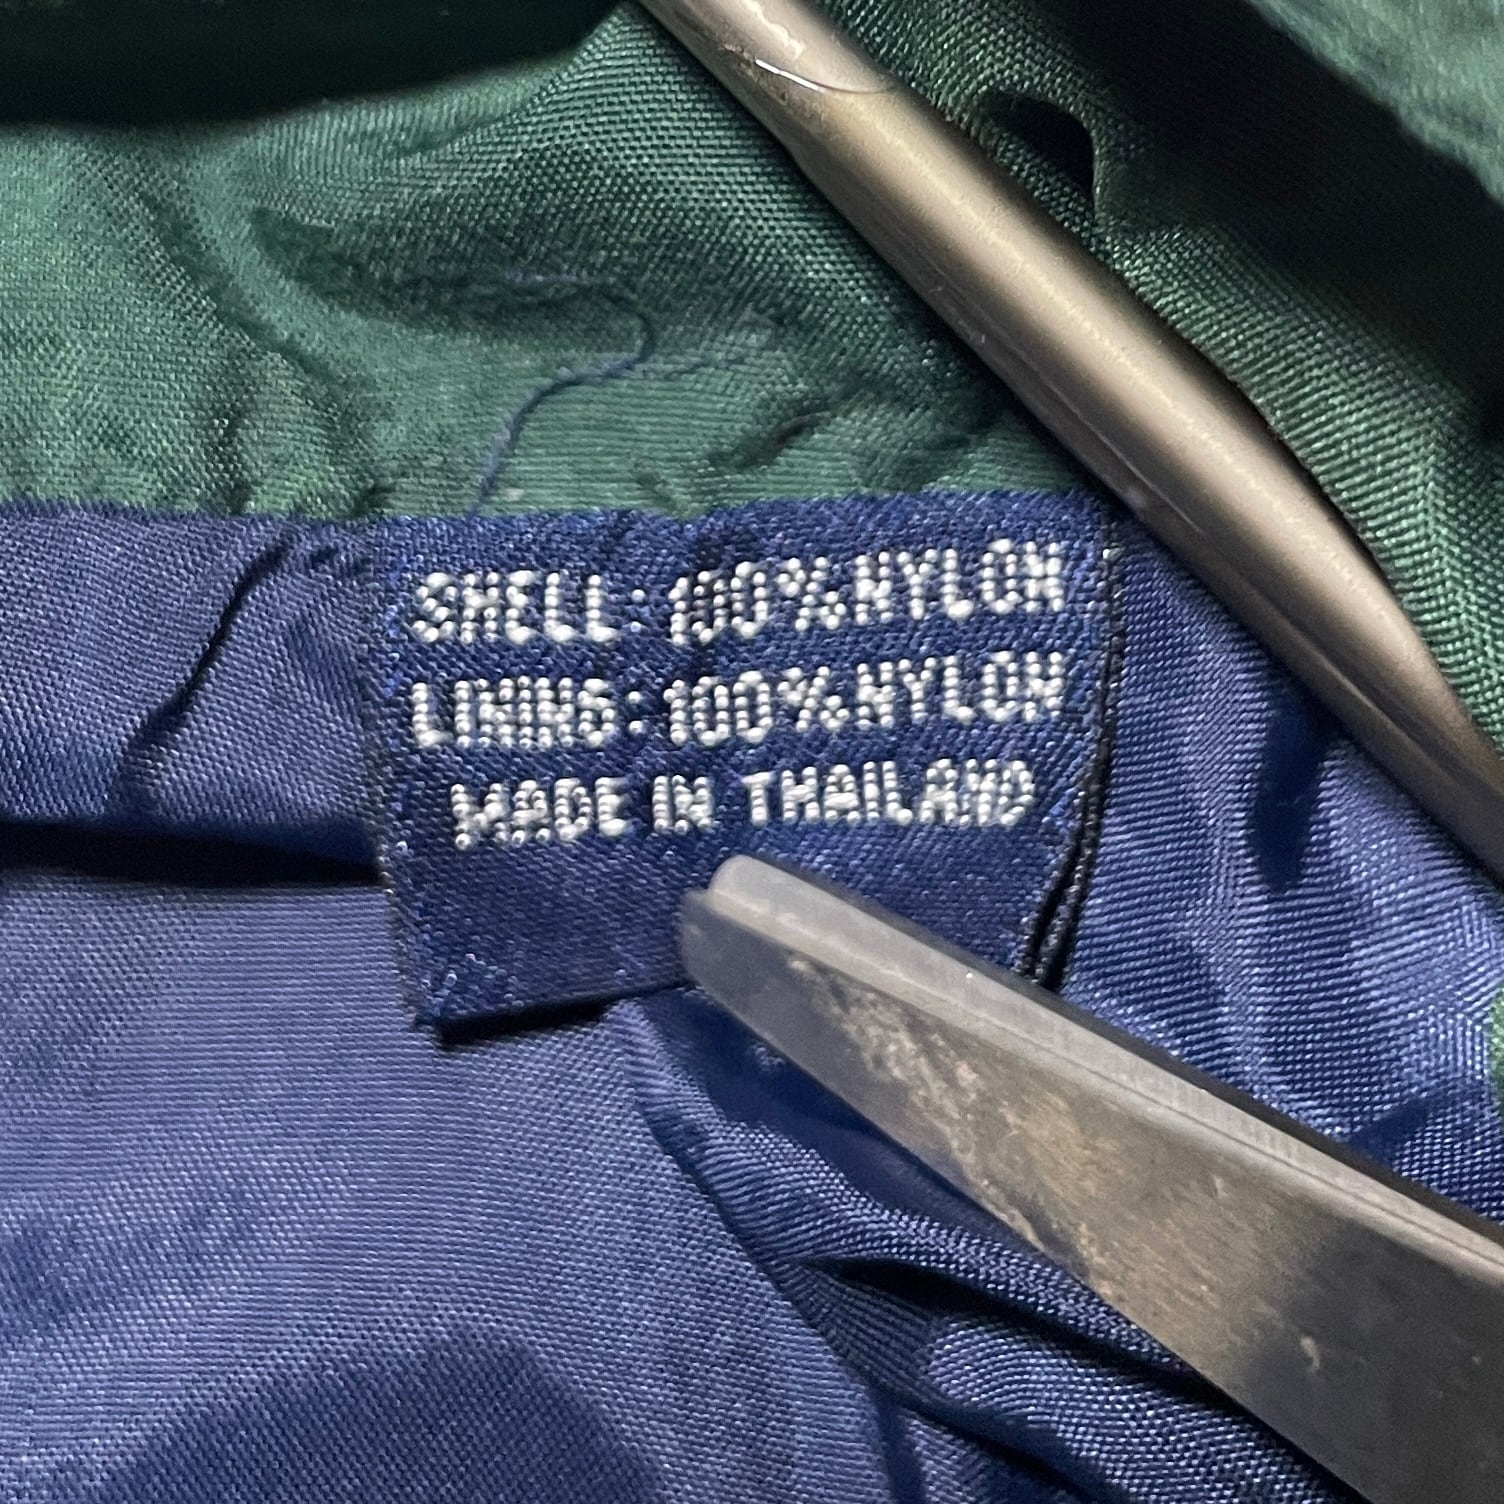 SHELL: 100% NYLON
LINING: 100% NYLON
MADE IN THAILAND